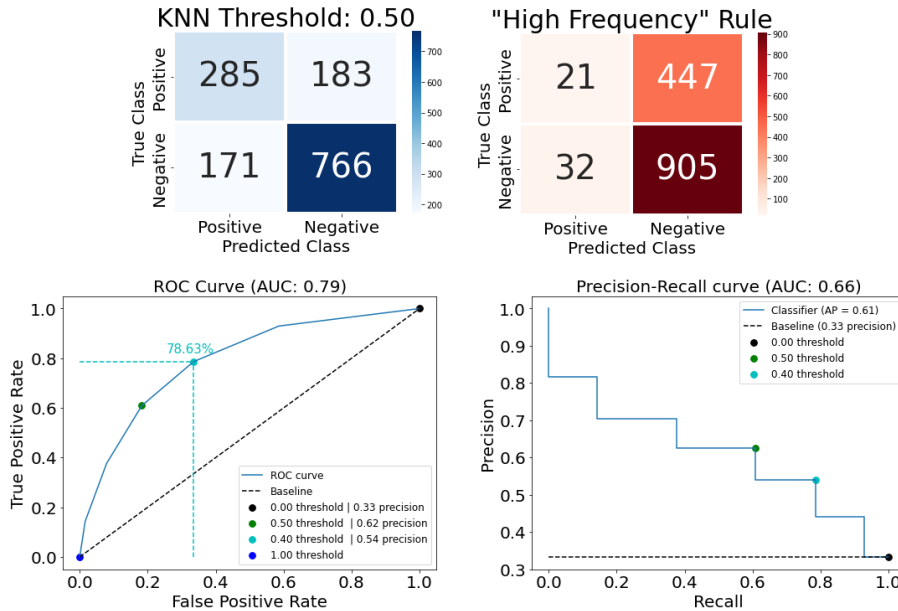 KNN Threshold: 0.50
True Class
Positive
Negative
285
183
171
766
Positive
Negative
Predicted Class
700
600
500
400
300
200
"High Frequency" Rule
True Class
Positive
Negative
21
447
32
905
Positive
Negative
Predicted Class
900
800
700
600
500
400
300
200
100
ROC Curve (AUC: 0.79)
True Positive Rate
1.0
0.8
0.6
0.4
0.2
0.0
78.63%
ROC curve
Baseline
0.00 threshold | 0.33 precision
0.50 threshold | 0.62 precision
0.40 threshold | 0.54 precision
1.00 threshold
0.0
0.2
0.4
0.6
0.8
1.0
False Positive Rate
Precision-Recall curve (AUC: 0.66)
Precision
1.0
0.9
0.8
0.7
0.6
0.5
0.4
0.3
Classifier (AP = 0.61)
Baseline (0.33 precision)
0.00 threshold
0.50 threshold
0.40 threshold
0.0
0.2
0.4
0.6
0.8
1.0
Recall